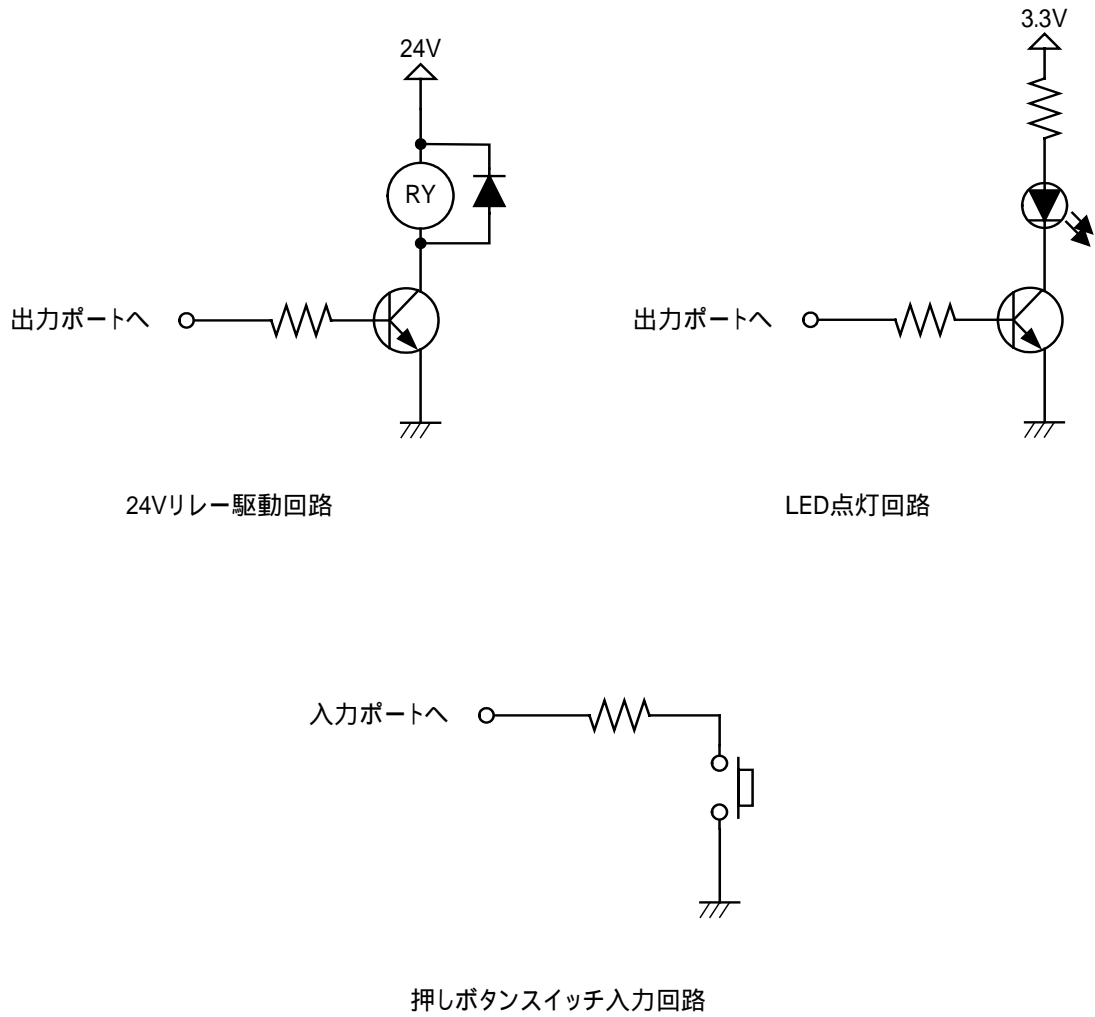 3.3V
24V
RY
出力ポートへ
出力ポートへ
24Vリレー駆動回路
LED点灯回路
入力ポートへ
押しボタンスイッチ入力回路